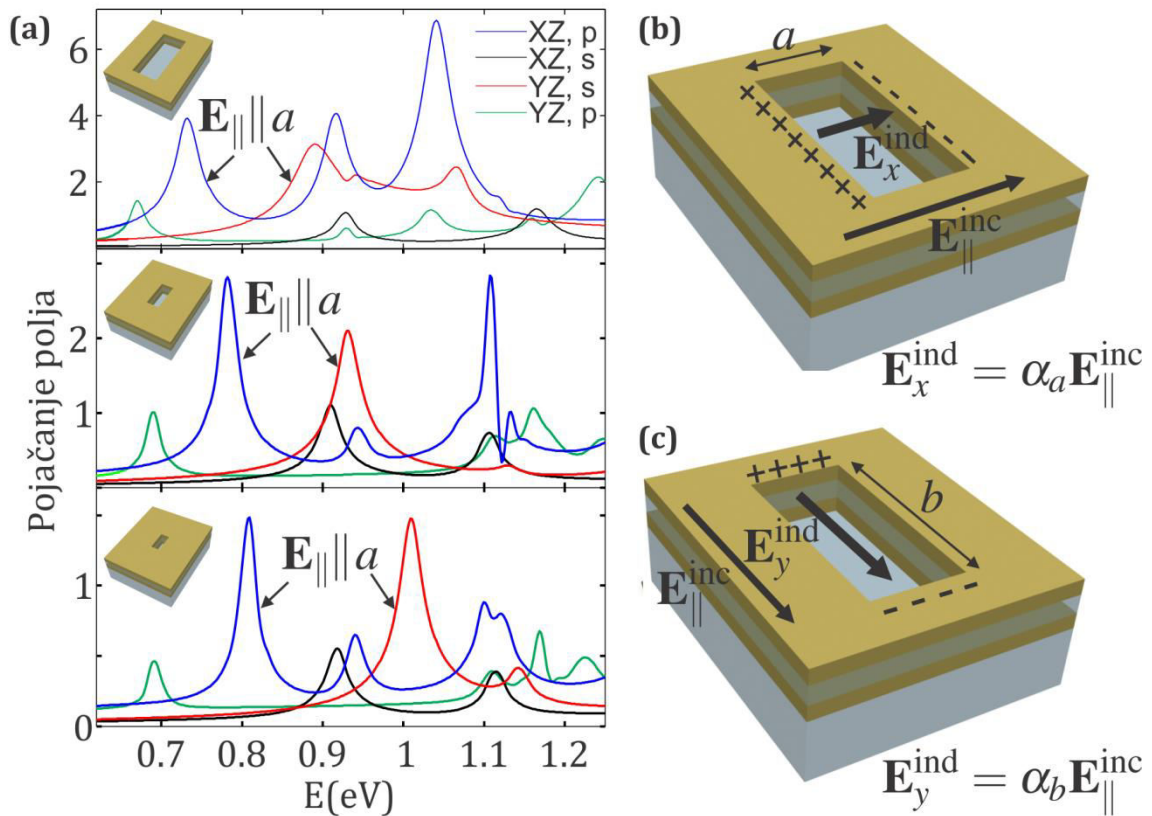 (a)
Pojačanje polja
6
4
2
XZ, p
XZ, s
YZ, s
YZ, p
E∥||a
2
1
0
E∥||a
1
0
E∥||a
0.7 0.8 0.9 1 1.1 1.2
E(eV)
(b)
a
+ + + + + + + + +
- - - - - - - -
E_x^ind
E_∥^inc
E_x^ind = α_a E_∥^inc
(c)
++++
b
E_y^ind
E_∥^inc
- - - - -
E_y^ind = α_b E_∥^inc